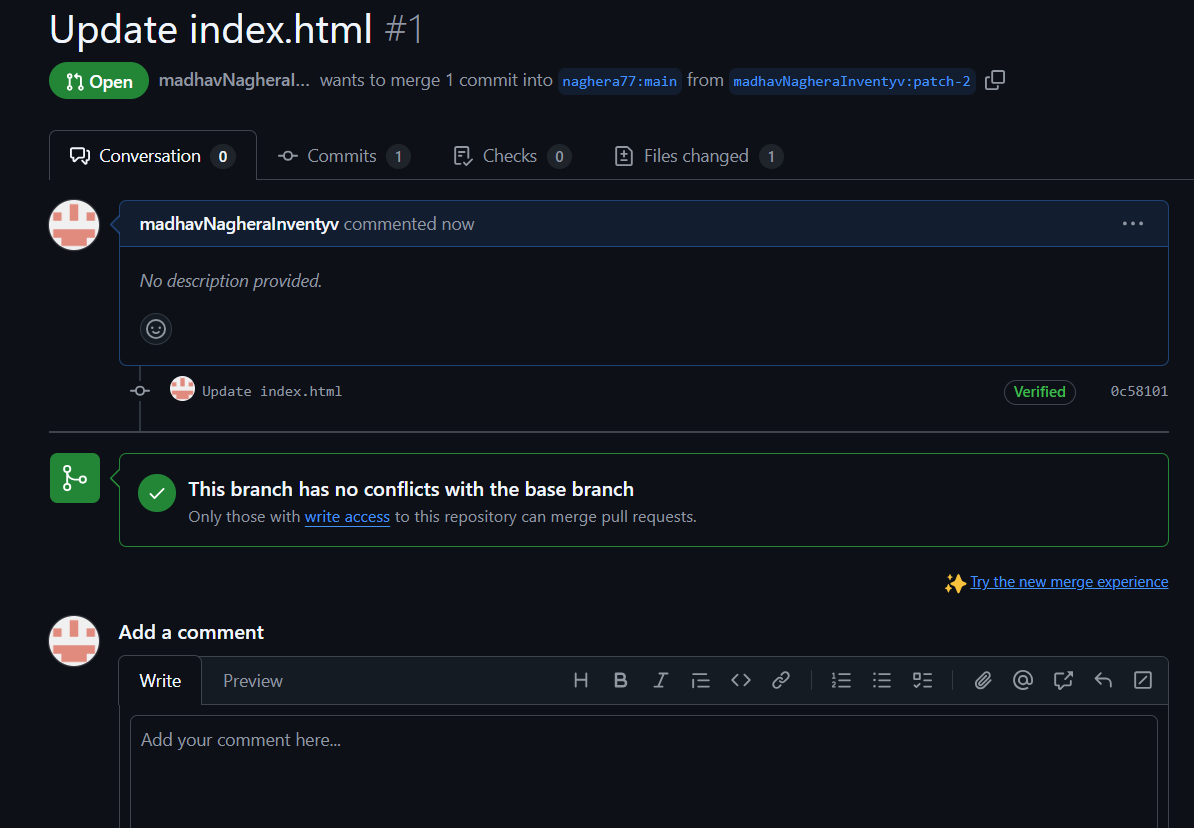 Update index.html #1
Open madhavNagheraI... wants to merge 1 commit into naghera77:main from madhavNagheraInventyv:patch-2
Conversation 0 Commits 1 Checks 0 Files changed 1
madhavNagheraInventyv commented now
No description provided.
Update index.html Verified 0c58101
This branch has no conflicts with the base branch
Only those with write access to this repository can merge pull requests.
Try the new merge experience
Add a comment
Write Preview
Add your comment here...